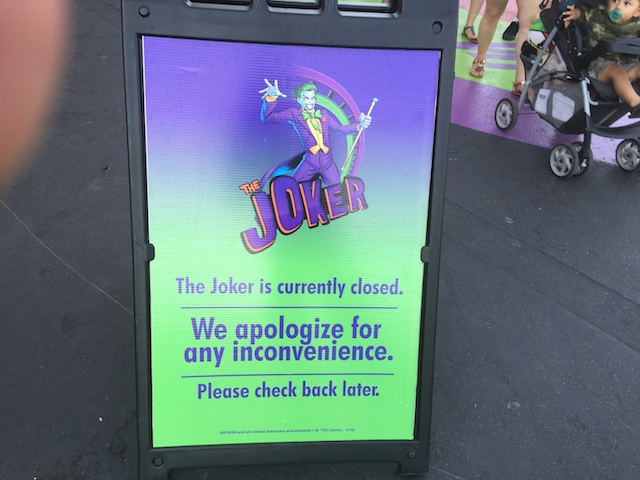 THE
JOKER
The Joker is currently closed.
We apologize for
any inconvenience.
Please check back later.
BATMAN and all related characters and elements © & ™ DC Comics.